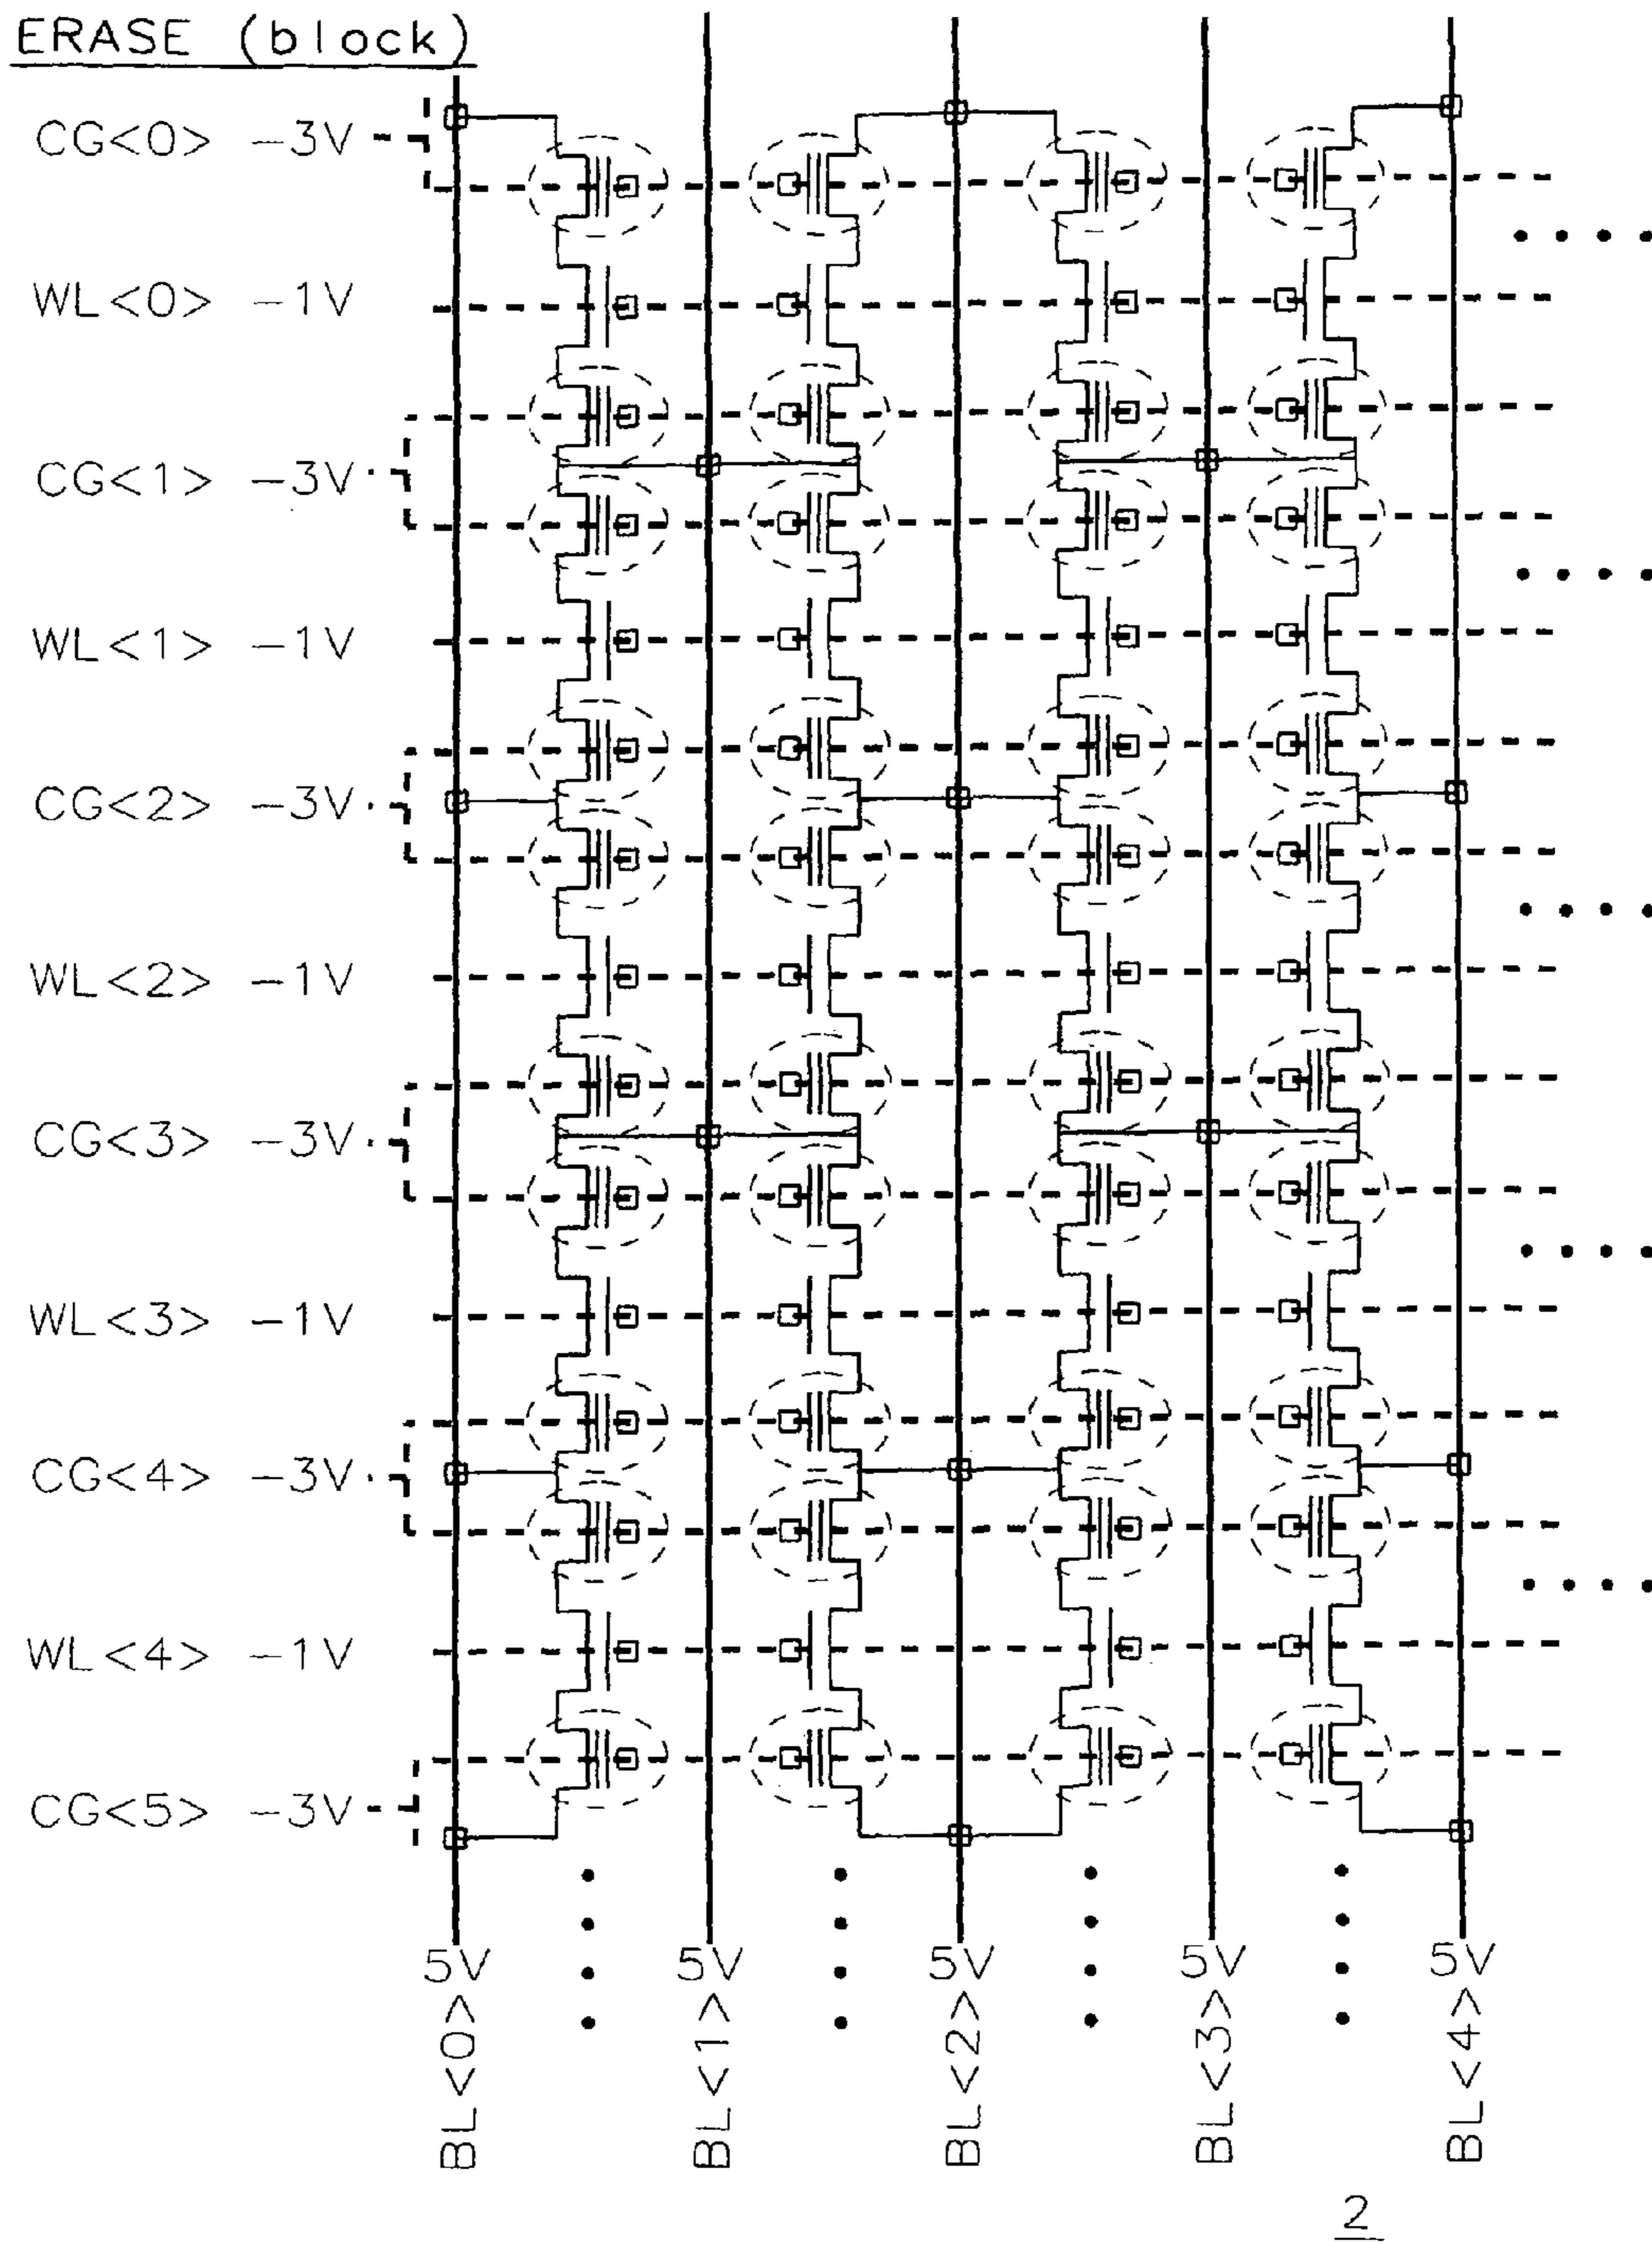 ERASE (block)
CG<0> -3V
WL<0> -1V
CG<1> -3V
WL<1> -1V
CG<2> -3V
WL<2> -1V
CG<3> -3V
WL<3> -1V
CG<4> -3V
WL<4> -1V
CG<5> -3V
5V 5V 5V 5V 5V
BL<0> BL<1> BL<2> BL<3> BL<4>
2